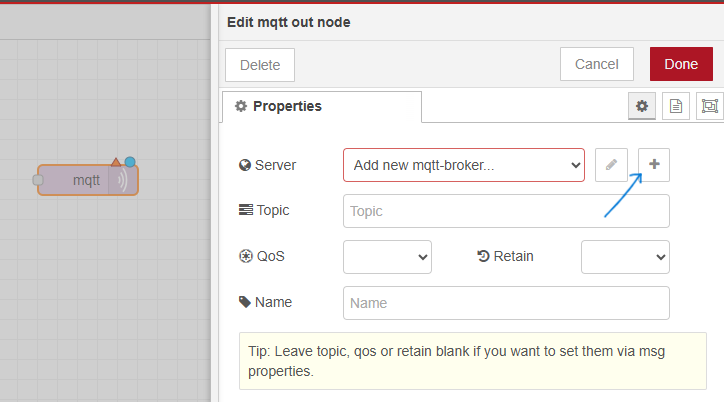 Edit mqtt out node
Delete
Cancel
Done
Properties
mqtt
Server
Add new mqtt-broker...
Topic
Topic
QoS
Retain
Name
Name
Tip: Leave topic, qos or retain blank if you want to set them via msg
properties.